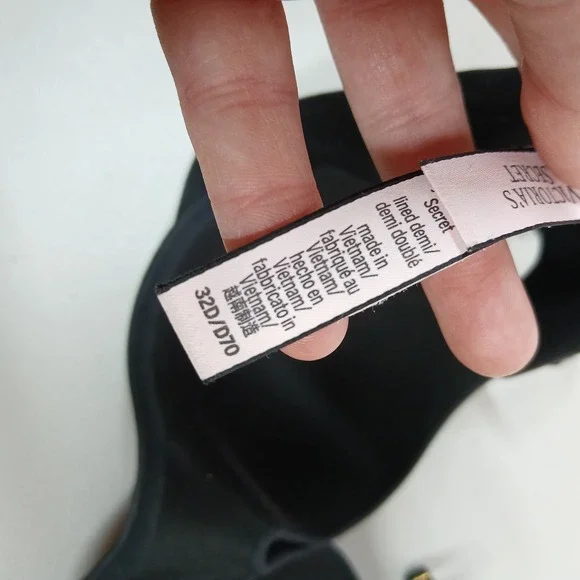 VICTORIA'S
SECRET
Secret
lined demi/
demi doublé
made in
Vietnam/
fabriqué au
Vietnam/
hecho en
Vietnam/
fabricato in
Vietnam/
越南制造
32D/D70